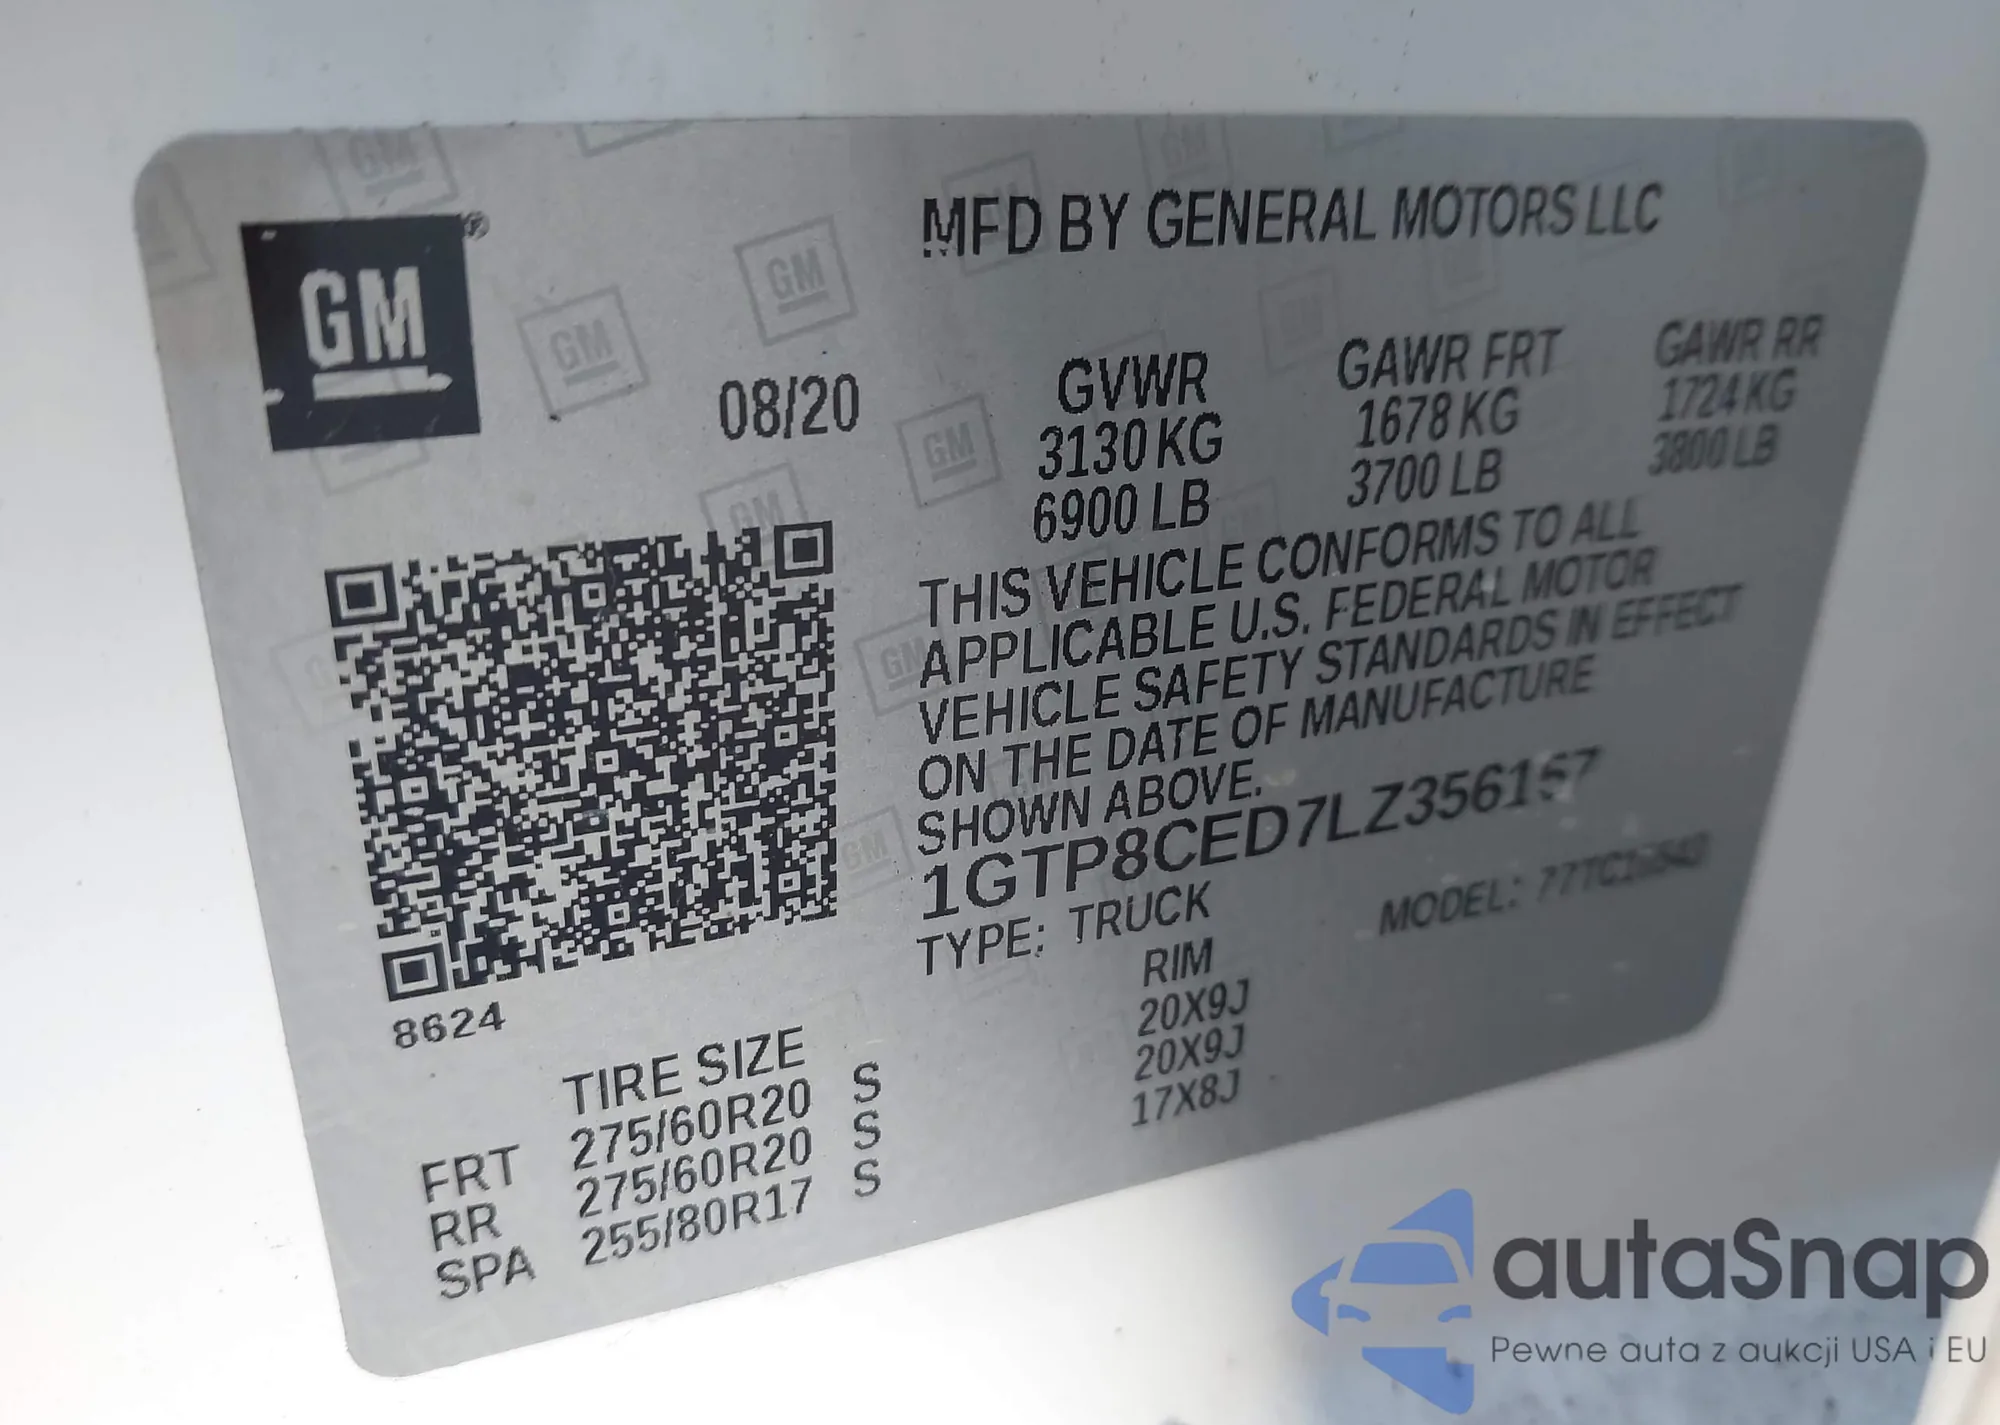 GM
®
MFD BY GENERAL MOTORS LLC
08/20
GVWR GAWR FRT GAWR RR
3130 KG 1678 KG 1724 KG
6900 LB 3700 LB 3800 LB
THIS VEHICLE CONFORMS TO ALL
APPLICABLE U.S. FEDERAL MOTOR
VEHICLE SAFETY STANDARDS IN EFFECT
ON THE DATE OF MANUFACTURE
SHOWN ABOVE.
1GTP8CED7LZ356157
TYPE: TRUCK MODEL:
8624
TIRE SIZE RIM
FRT 275/60R20 S 20X9J
RR 275/60R20 S 20X9J
SPA 255/80R17 S 17X8J
autaSnap
Pewne auta z aukcji USA i EU